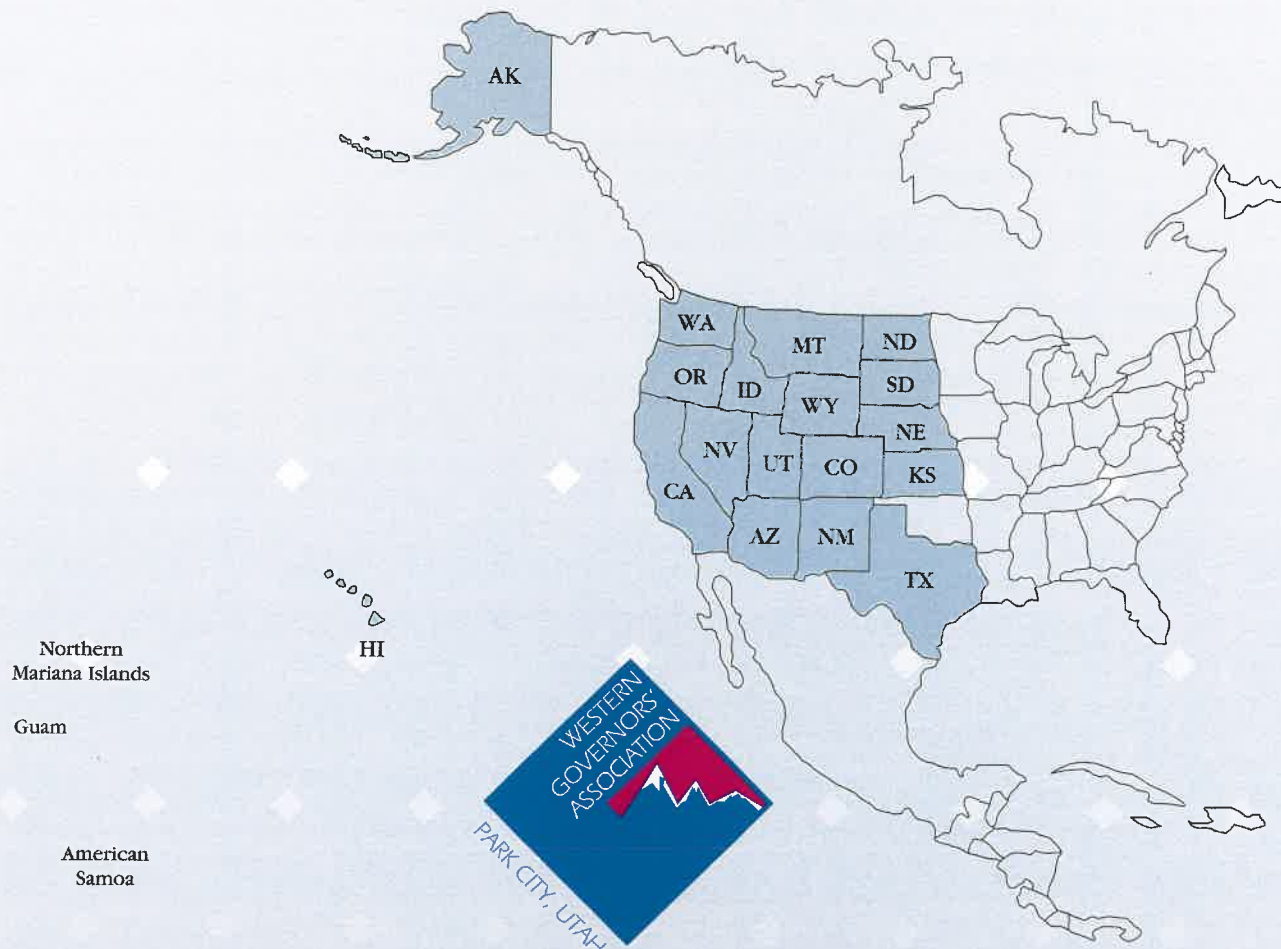 AK
WA
MT
ND
OR
ID
SD
WY
NE
NV
UT
CO
KS
CA
AZ
NM
TX
HI
Northern
Mariana Islands
Guam
American
Samoa
WESTERN
GOVERNORS'
ASSOCIATION
PARK CITY, UTAH